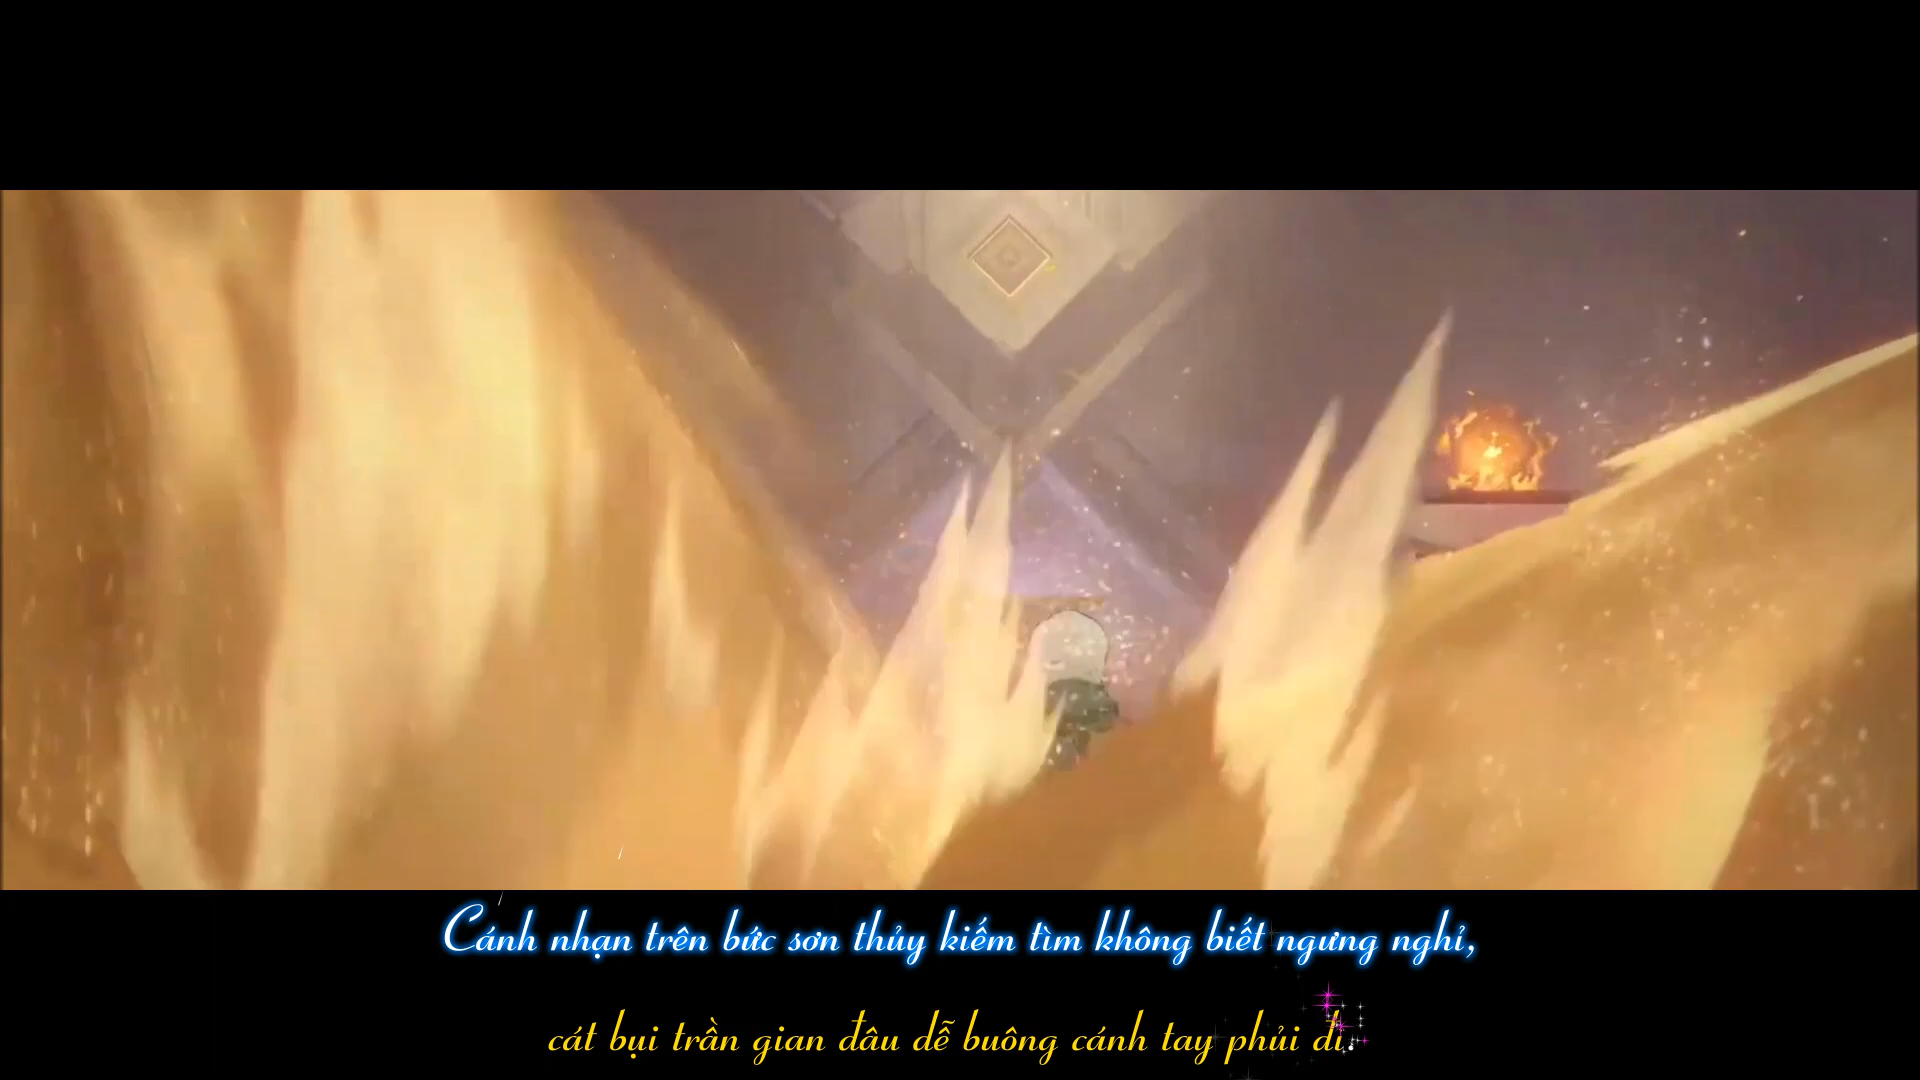 Cánh nhạn trên bức sơn thủy kiếm tìm không biết ngưng nghỉ,
cát bụi trần gian đâu dễ buông cánh tay phủi đi.